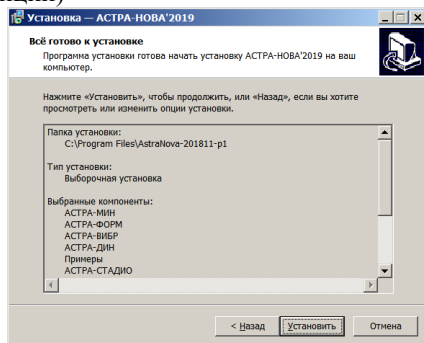 Установка — АСТРА-НОВА'2019
Всё готово к установке
Программа установки готова начать установку АСТРА-НОВА'2019 на ваш
компьютер.
Нажмите «Установить», чтобы продолжить, или «Назад», если вы хотите
просмотреть или изменить опции установки.
Папка установки:
C:\Program Files\AstraNova-201811-p1
Тип установки:
Выборочная установка
Выбранные компоненты:
АСТРА-МИН
АСТРА-ФОРМ
АСТРА-ВИБР
АСТРА-ДИН
Примеры
АСТРА-СТАДИО
< Назад
Установить
Отмена